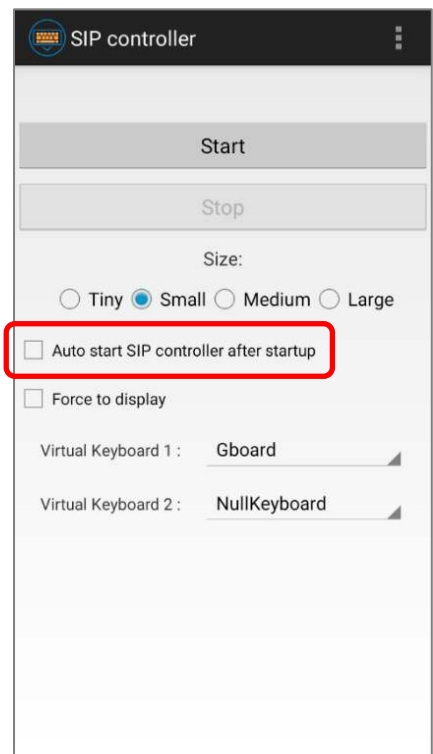 SIP controller
Start
Stop
Size:
Tiny Small Medium Large
Auto start SIP controller after startup
Force to display
Virtual Keyboard 1 : Gboard
Virtual Keyboard 2 : NullKeyboard